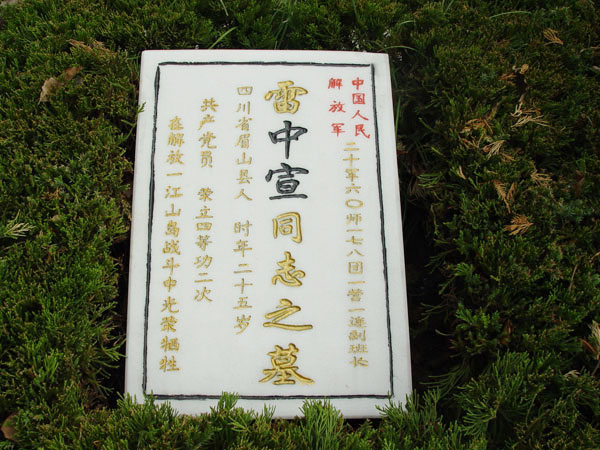 中国人民
解放军
二十军六〇师一七八团一营一连副班长
雷中宣同志之墓
四川省眉山县人 时年二十五岁
共产党员 荣立四等功二次
在解放一江山岛战斗中光荣牺牲